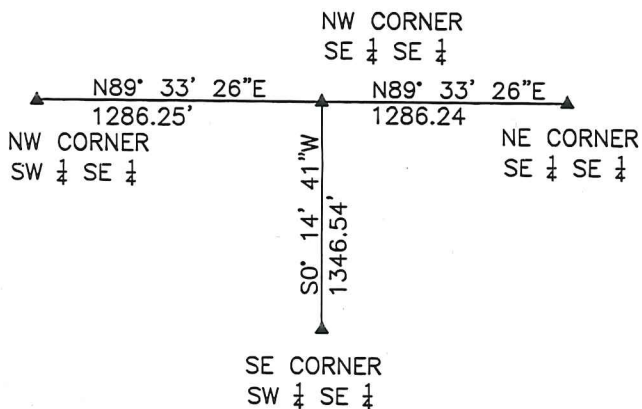 NW CORNER
SE 1/4 SE 1/4
N89° 33' 26"E
1286.25'
N89° 33' 26"E
1286.24
NW CORNER
SW 1/4 SE 1/4
NE CORNER
SE 1/4 SE 1/4
S0° 14' 41"W
1346.54'
SE CORNER
SW 1/4 SE 1/4